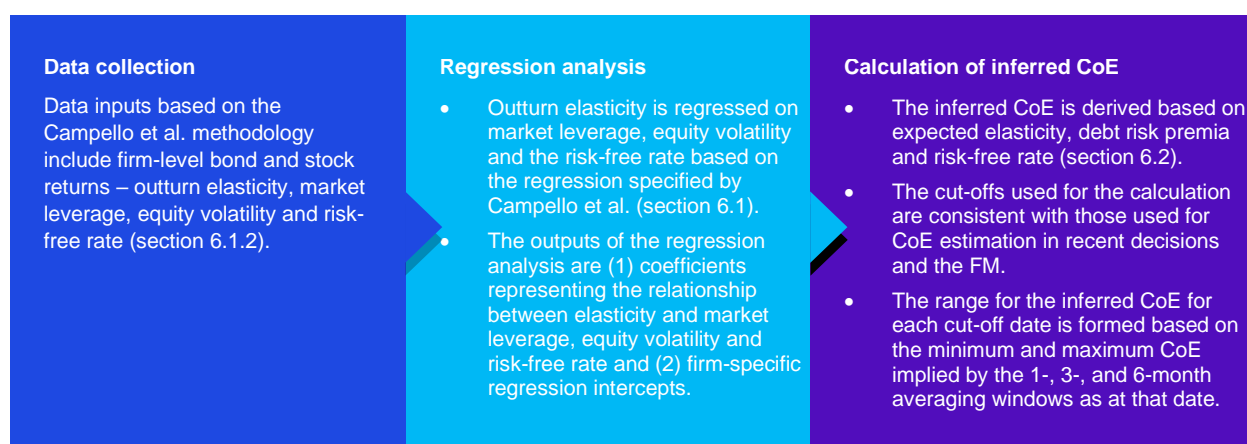 Data collection
Data inputs based on the
Campello et al. methodology
include firm-level bond and stock
returns – outturn elasticity, market
leverage, equity volatility and risk-
free rate (section 6.1.2).
Regression analysis
• Outturn elasticity is regressed on
market leverage, equity volatility
and the risk-free rate based on
the regression specified by
Campello et al. (section 6.1).
• The outputs of the regression
analysis are (1) coefficients
representing the relationship
between elasticity and market
leverage, equity volatility and
risk-free rate and (2) firm-specific
regression intercepts.
Calculation of inferred CoE
• The inferred CoE is derived based on
expected elasticity, debt risk premia
and risk-free rate (section 6.2).
• The cut-offs used for the calculation
are consistent with those used for
CoE estimation in recent decisions
and the FM.
• The range for the inferred CoE for
each cut-off date is formed based on
the minimum and maximum CoE
implied by the 1-, 3-, and 6-month
averaging windows as at that date.